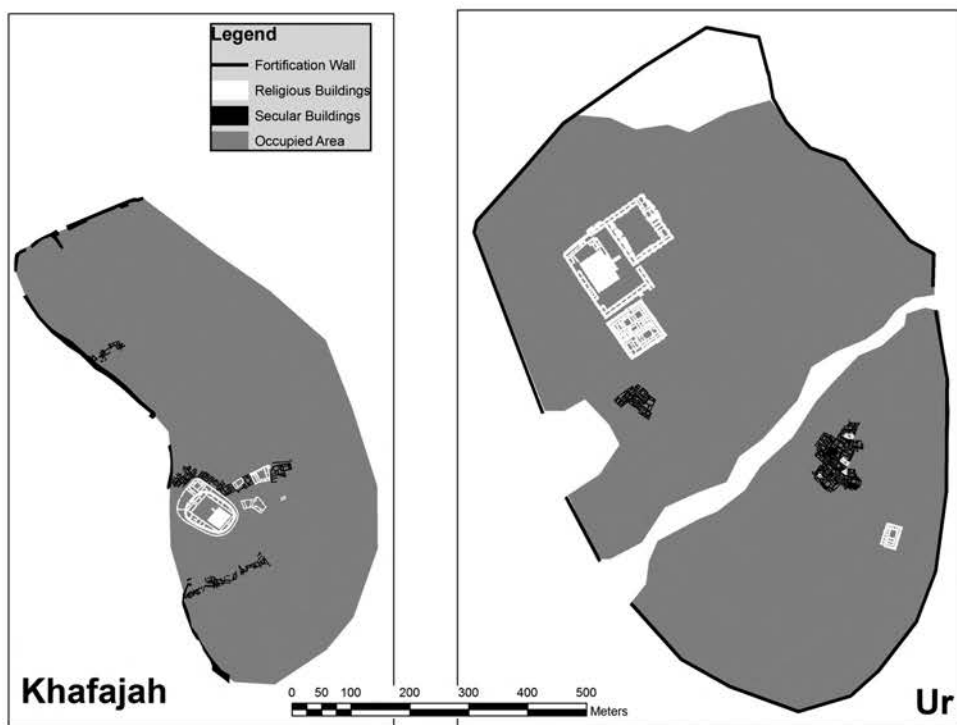 Legend
Fortification Wall
Religious Buildings
Secular Buildings
Occupied Area
Khafajah
Ur
0 50 100 200 300 400 500
Meters